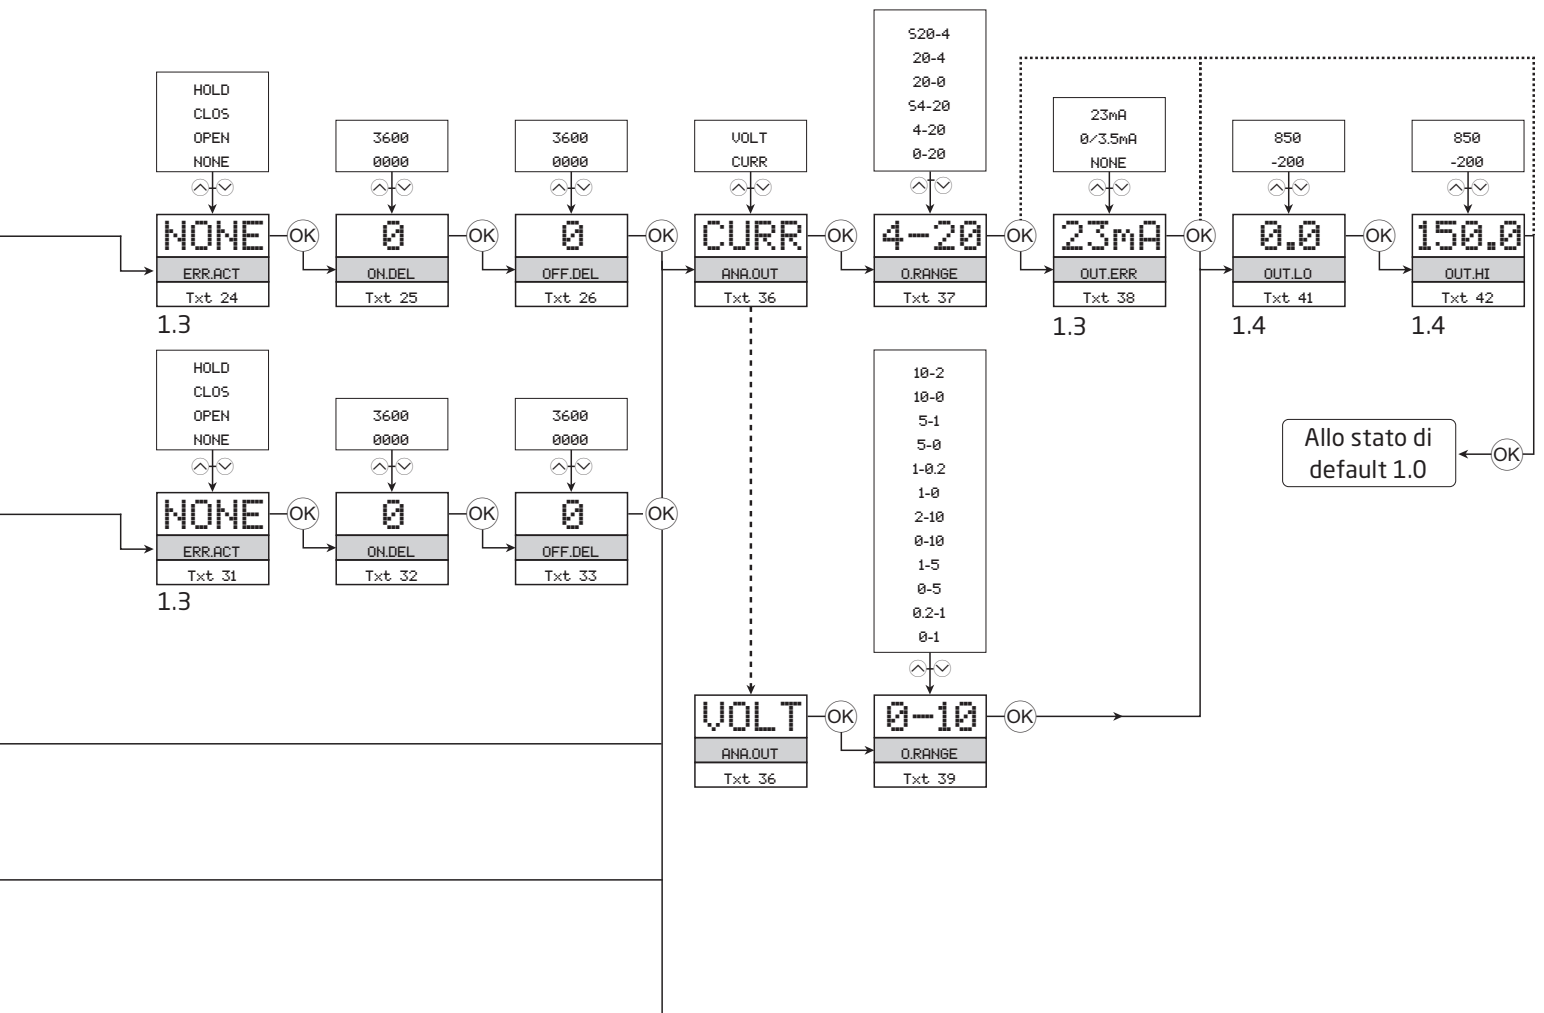 S20-4
20-4
20-0
S4-20
4-20
0-20
HOLD
CLOS
OPEN
NONE
3600
0000
3600
0000
VOLT
CURR
23mA
0/3.5mA
NONE
850
-200
850
-200
NONE
OK
0
OK
0
OK
CURR
OK
4-20
OK
23mA
OK
0.0
OK
150.0
ERR.ACT
ON.DEL
OFF.DEL
ANA.OUT
O.RANGE
OUT.ERR
OUT.LO
OUT.HI
Txt 24
Txt 25
Txt 26
Txt 36
Txt 37
Txt 38
Txt 41
Txt 42
1.3
1.3
1.4
1.4
HOLD
CLOS
OPEN
NONE
3600
0000
3600
0000
10-2
10-0
5-1
5-0
1-0.2
1-0
2-10
0-10
1-5
0-5
0.2-1
0-1
Allo stato di
default 1.0
OK
NONE
OK
0
OK
0
OK
ERR.ACT
ON.DEL
OFF.DEL
Txt 31
Txt 32
Txt 33
1.3
VOLT
OK
0-10
OK
ANA.OUT
O.RANGE
Txt 36
Txt 39